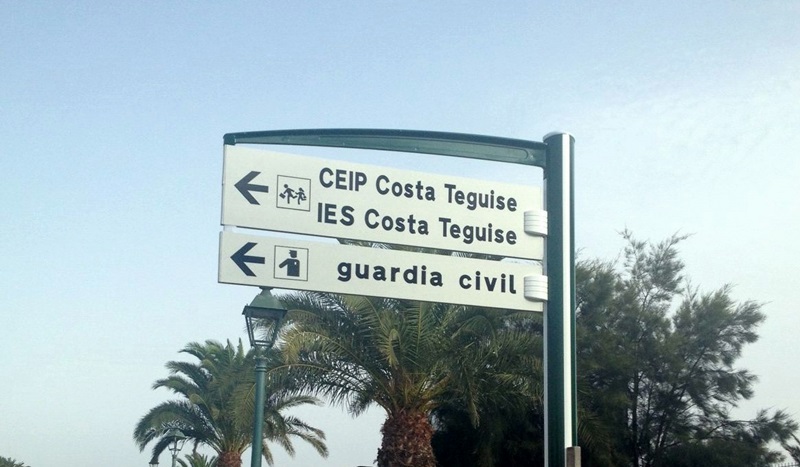 CEIP Costa Teguise
IES Costa Teguise
guardia civil